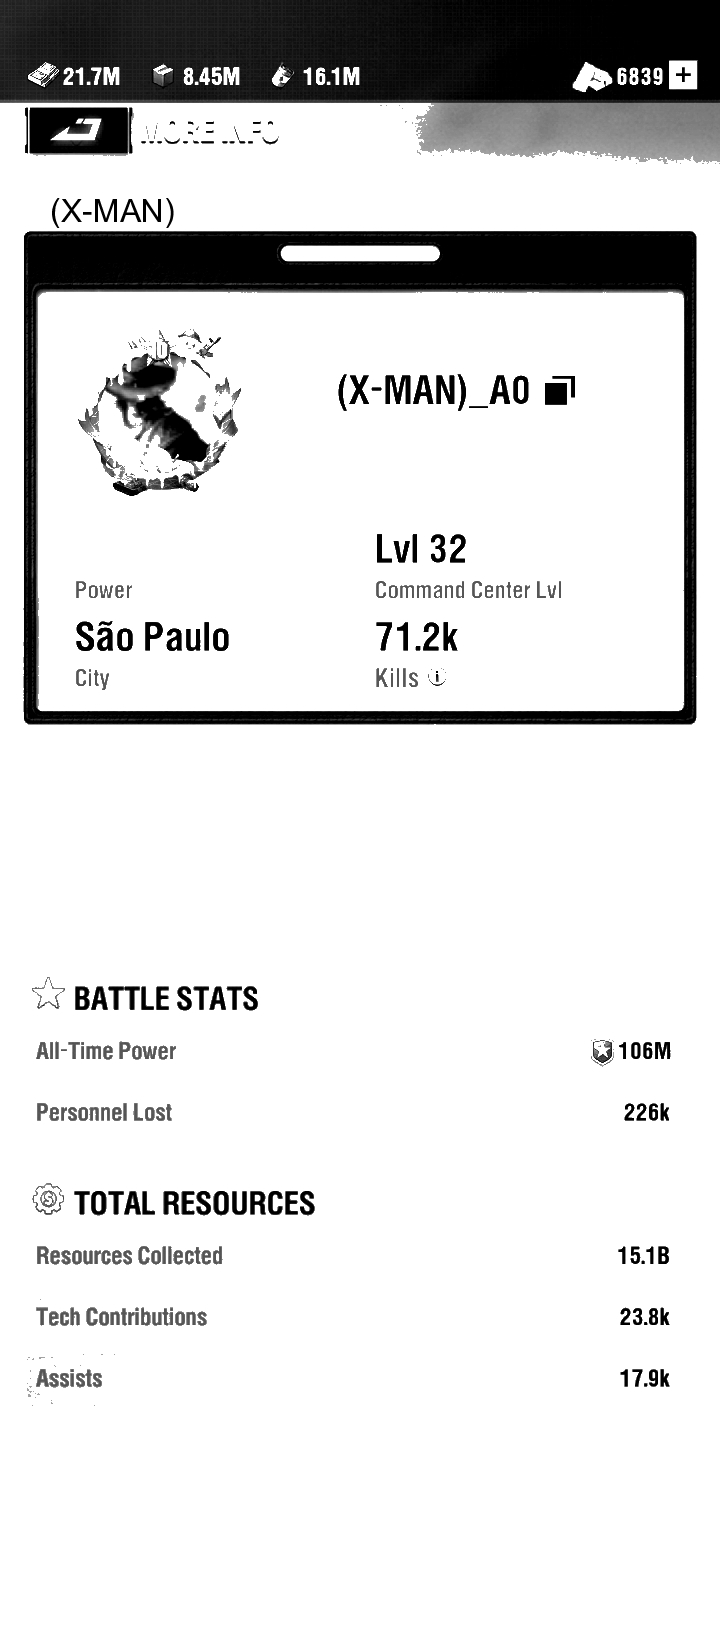 21.7M 8.45M 16.1M 6839 +
MORE INFO
(X-MAN)
(X-MAN)_A0
Lvl 32
Power Command Center Lvl
São Paulo 71.2k
City Kills i
BATTLE STATS
All-Time Power 106M
Personnel Lost 226k
TOTAL RESOURCES
Resources Collected 15.1B
Tech Contributions 23.8k
Assists 17.9k